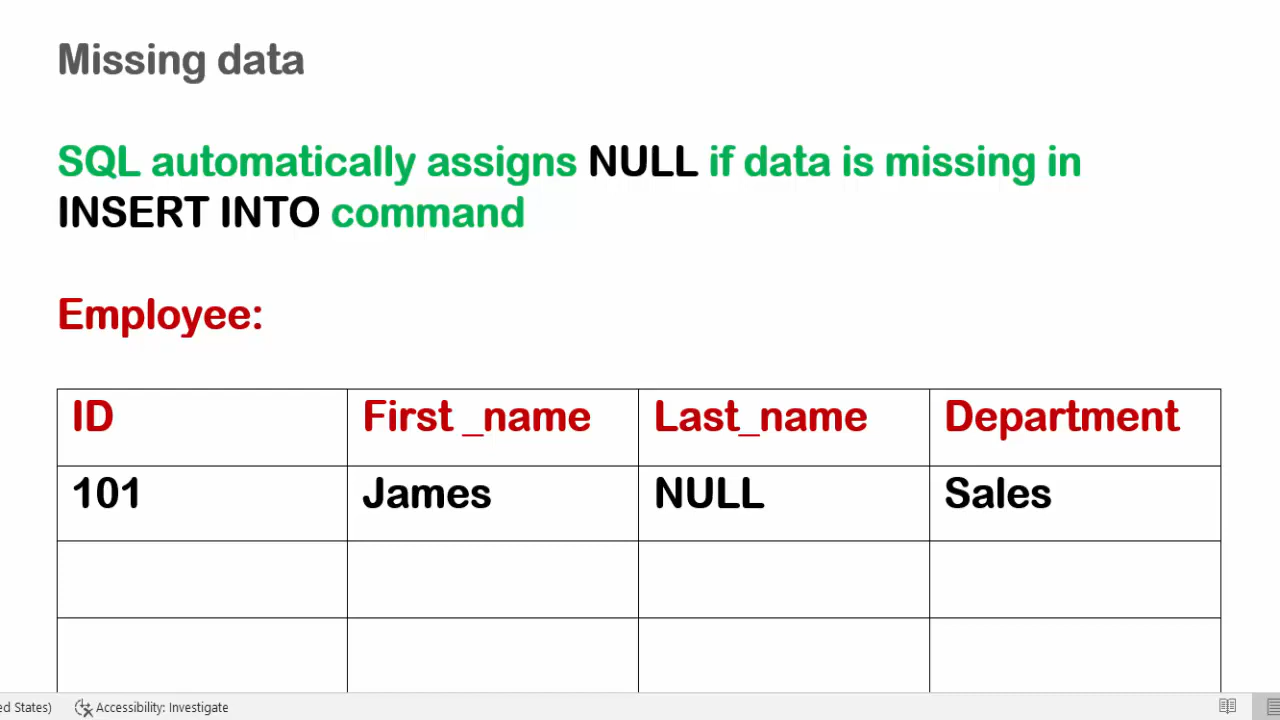 Missing data
SQL automatically assigns NULL if data is missing in
INSERT INTO command
Employee:
ID First _name Last_name Department
101 James NULL Sales
ed States) Accessibility: Investigate